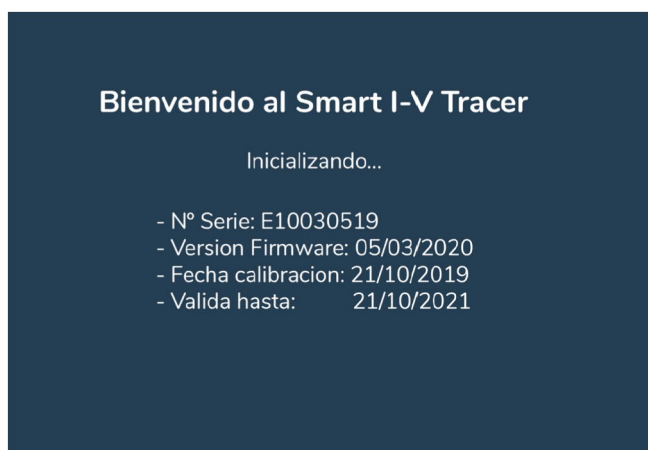 Bienvenido al Smart I-V Tracer
Inicializando...
- Nº Serie: E10030519
- Version Firmware: 05/03/2020
- Fecha calibracion: 21/10/2019
- Valida hasta: 21/10/2021